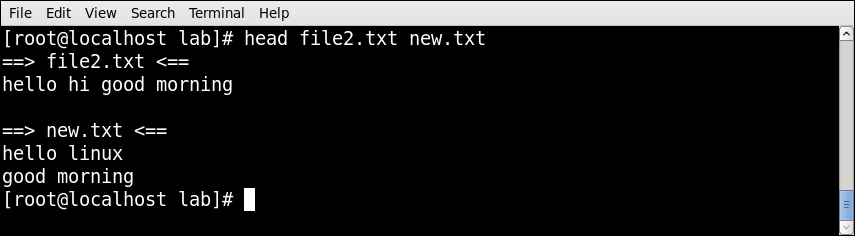 File Edit View Search Terminal Help
[root@localhost lab]# head file2.txt new.txt
==> file2.txt <==
hello hi good morning

==> new.txt <==
hello linux
good morning
[root@localhost lab]#